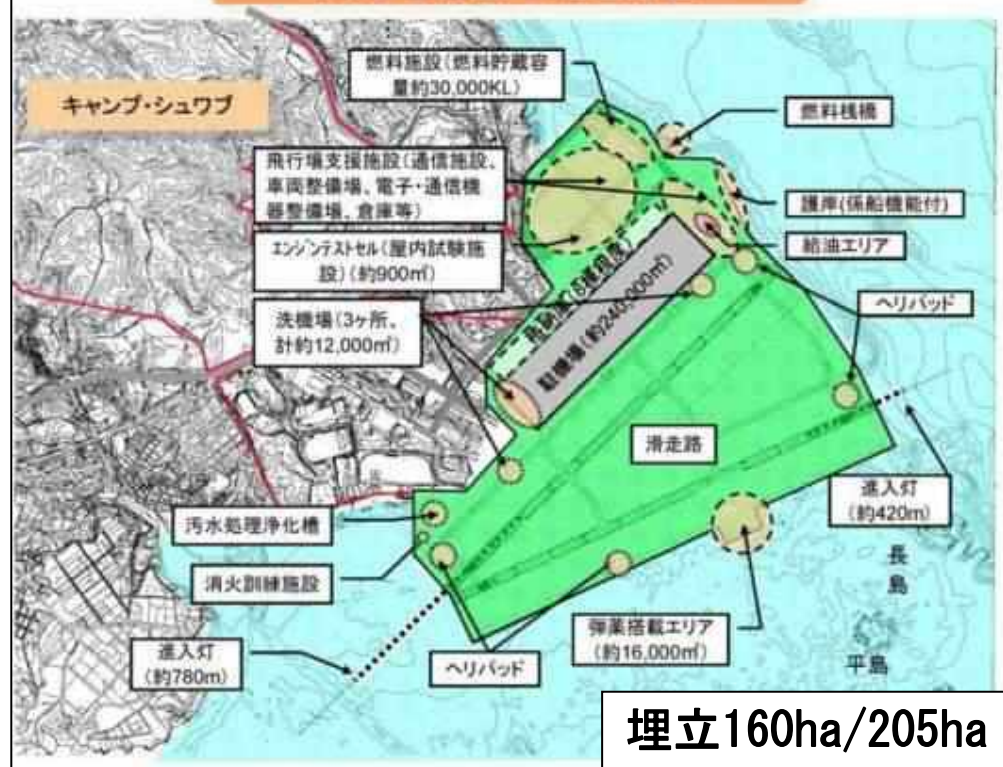 燃料施設(燃料貯蔵容
量約30,000KL)
キャンプ・シュワブ
燃料桟橋
飛行場支援施設(通信施設、
車両整備場、電子・通信機
器整備場、倉庫等)
護岸(係船機能付)
エンジンテストセル(屋内試験施
設)(約900㎡)
給油エリア
格納庫(5棟程度)
駐機場(約240,000㎡)
ヘリパッド
洗機場(3ヶ所、
計約12,000㎡)
滑走路
進入灯
(約420m)
汚水処理浄化槽
消火訓練施設
長
島
弾薬搭載エリア
(約16,000㎡)
進入灯
(約780m)
ヘリパッド
平島
埋立160ha/205ha